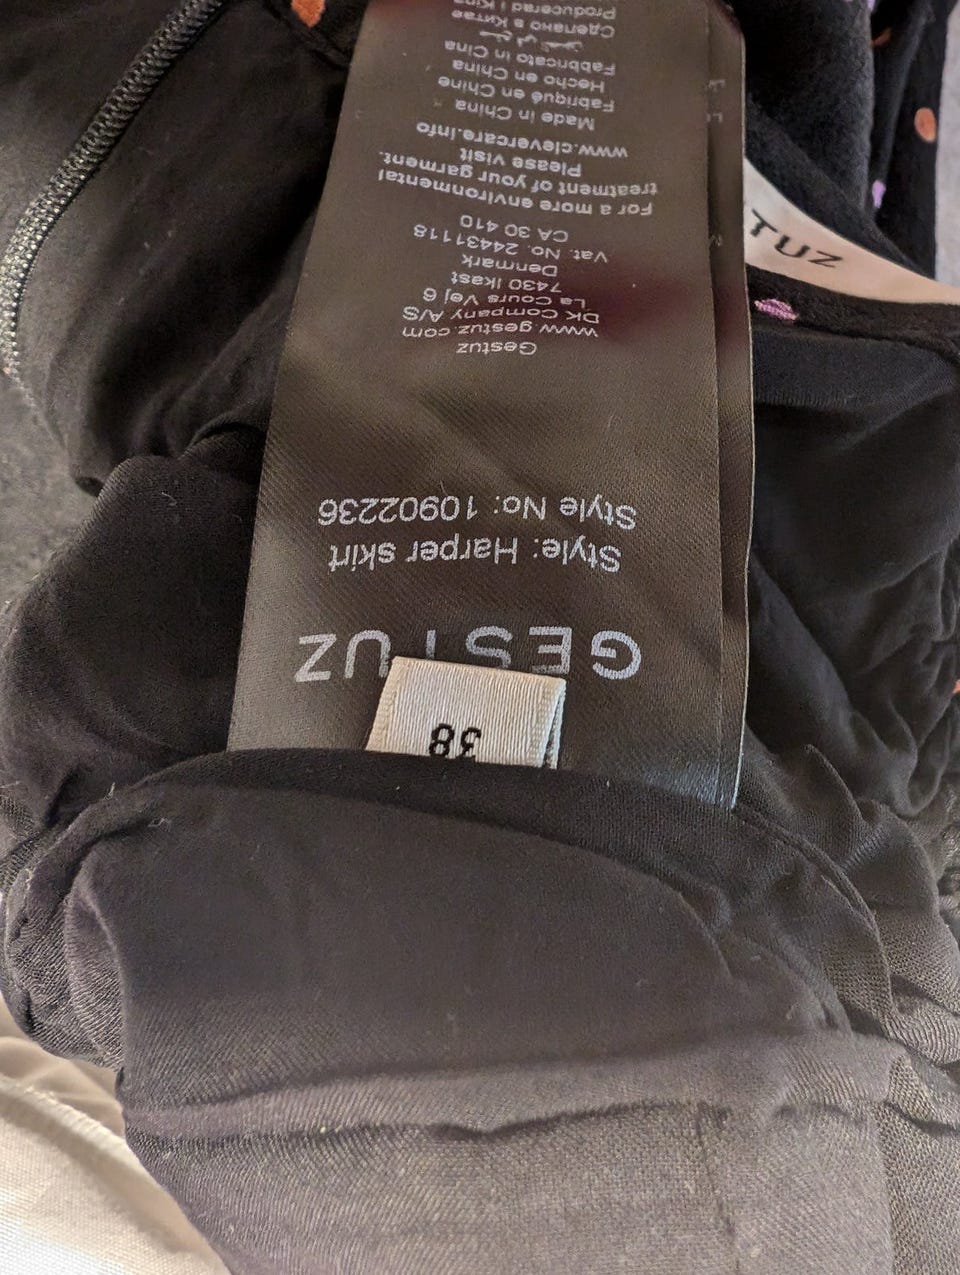 38
GESTUZ
Style: Harper skirt
Style No: 10902236
Gestuz
www.gestuz.com
DK Company A/S
La Cours Vej 6
7430 Ikast
Denmark
Vat. No. 24431118
CA 30 410
For a more environmental
treatment of your garment.
Please visit
www.clevercare.info
Made in China
Fabriqué en Chine
Hecho en China
Fabbricato in Cina
Сделано в Китае
Producerad i Kina
TUZ